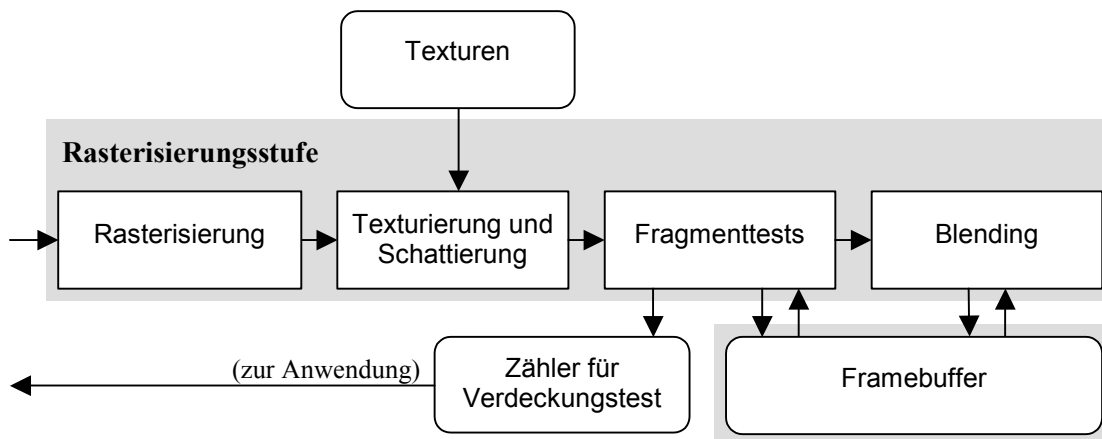 Texturen
Rasterisierungsstufe
Rasterisierung
Texturierung und
Schattierung
Fragmenttests
Blending
(zur Anwendung)
Zähler für
Verdeckungstest
Framebuffer